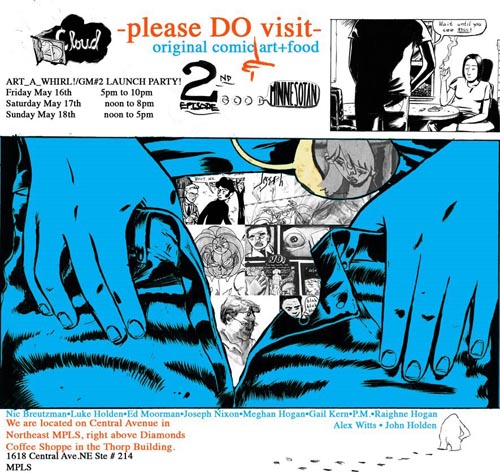 Cloud
-please DO visit-
original comic art+food
&
Wait until you
see this!
ART_A_WHIRL!/GM#2 LAUNCH PARTY!
Friday May 16th 5pm to 10pm
Saturday May 17th noon to 8pm
Sunday May 18th noon to 5pm
2ND
EPISODE
MINNESOTAN
Joseph
Nic Breutzman•Luke Holden•Ed Moorman•Joseph Nixon•Meghan Hogan•Gail Kern•P.M.•Raighne Hogan
Alex Witts • John Holden
We are located on Central Avenue in
Northeast MPLS, right above Diamonds
Coffee Shoppe in the Thorp Building.
1618 Central Ave.NE Ste # 214
MPLS